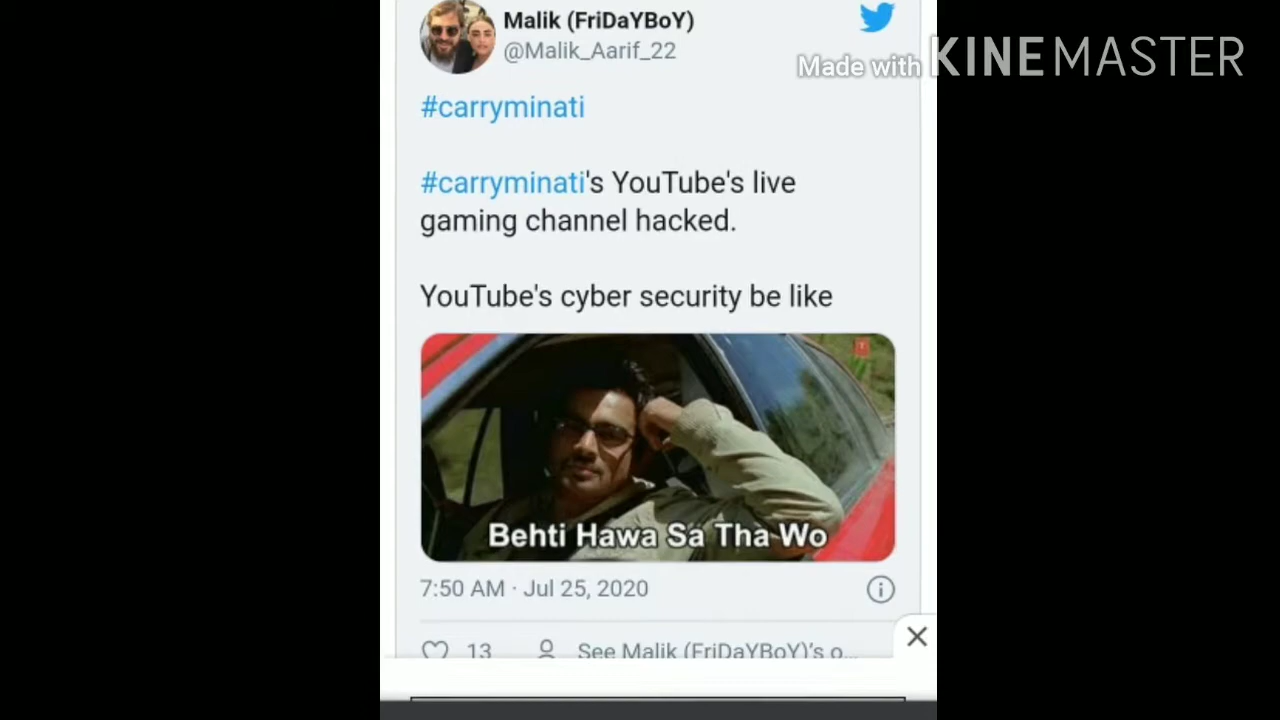 Malik (FriDaYBoY)
@Malik_Aarif_22
Made with KINEMASTER
#carryminati
#carryminati's YouTube's live
gaming channel hacked.
YouTube's cyber security be like
T
Behti Hawa Sa Tha Wo
7:50 AM · Jul 25, 2020
13 See Malik (FriDaYBoY)'s o...